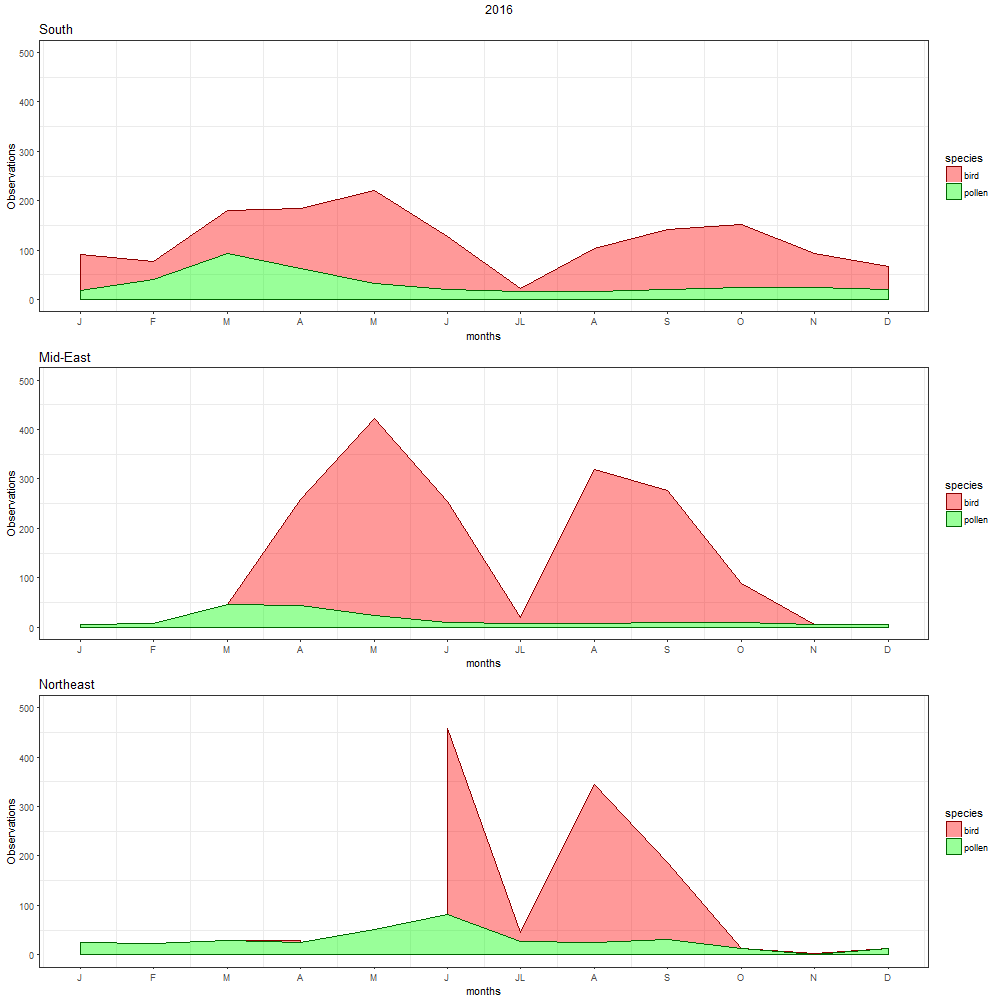 2016
South
500
400
300
200
100
0
Observations
J F M A M J JL A S O N D
months
species
bird
pollen
Mid-East
500
400
300
200
100
0
Observations
J F M A M J JL A S O N D
months
species
bird
pollen
Northeast
500
400
300
200
100
0
Observations
J F M A M J JL A S O N D
months
species
bird
pollen